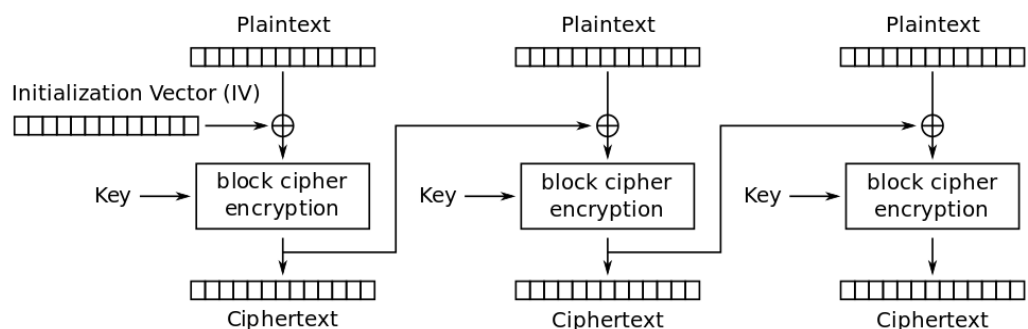 Plaintext
Plaintext
Plaintext
Initialization Vector (IV)
Key
block cipher
encryption
Key
block cipher
encryption
Key
block cipher
encryption
Ciphertext
Ciphertext
Ciphertext